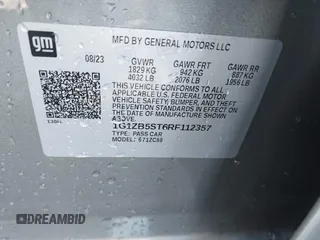 gm
MFD BY GENERAL MOTORS LLC
08/23
GVWR GAWR FRT GAWR RR
1829 KG 942 KG 887 KG
4032 LB 2076 LB 1956 LB
THIS VEHICLE CONFORMS TO ALL
APPLICABLE U.S. FEDERAL MOTOR
VEHICLE SAFETY, BUMPER, AND THEFT
PREVENTION STANDARDS IN EFFECT ON
THE DATE OF MANUFACTURE SHOWN
ABOVE.
1G1ZB5ST6RF112357
TYPE: PASS CAR
MODEL:
DREAMBID